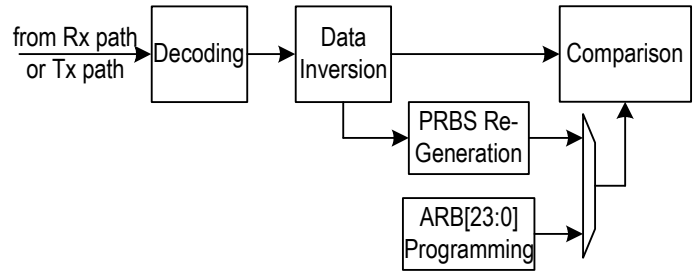 from Rx path
or Tx path
Decoding
Data
Inversion
Comparison
PRBS Re-
Generation
ARB[23:0]
Programming